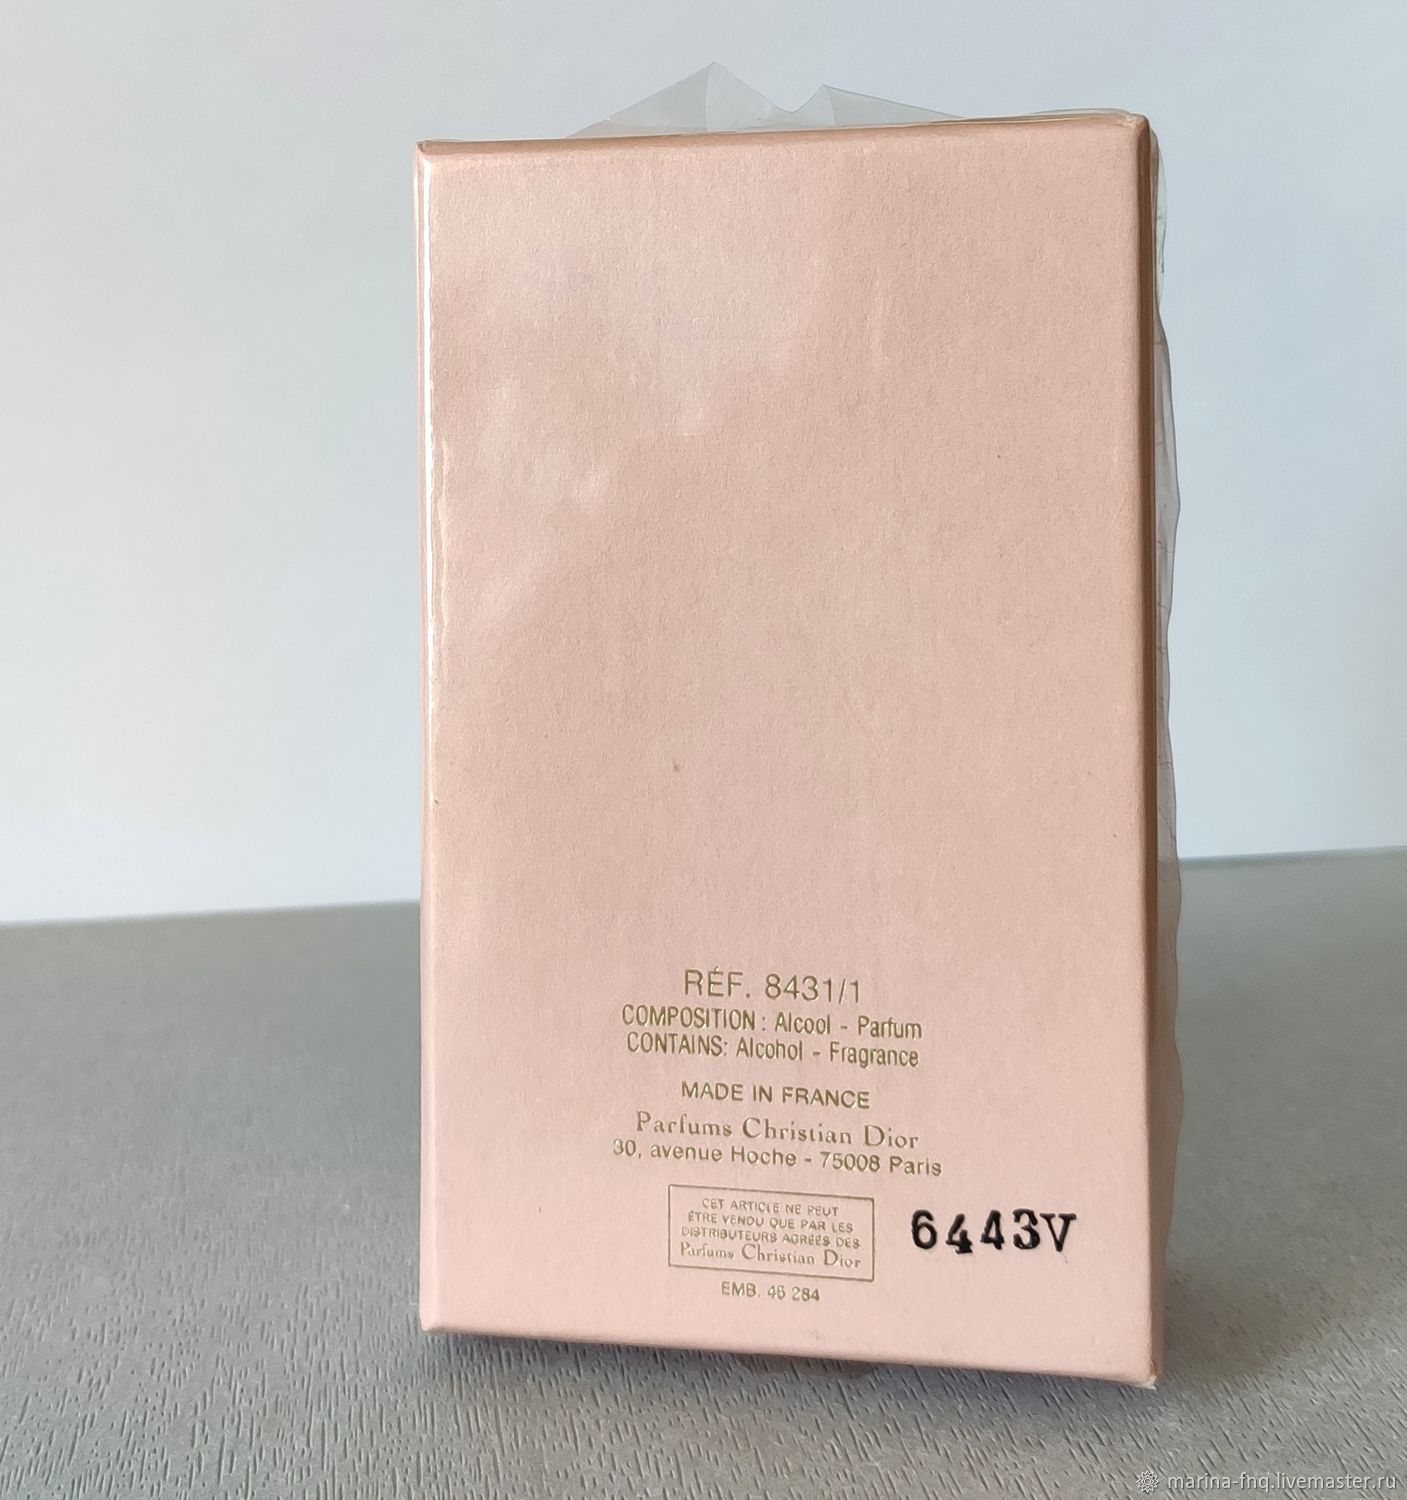 RÉF. 8431/1
COMPOSITION : Alcool - Parfum
CONTAINS: Alcohol - Fragrance
MADE IN FRANCE
Parfums Christian Dior
30, avenue Hoche - 75008 Paris
CET ARTICLE NE PEUT
ÊTRE VENDU QUE PAR LES
DISTRIBUTEURS AGRÉÉS DES
Parfums Christian Dior
6443V
EMB. 46 284
marina-fnq.livemaster.ru